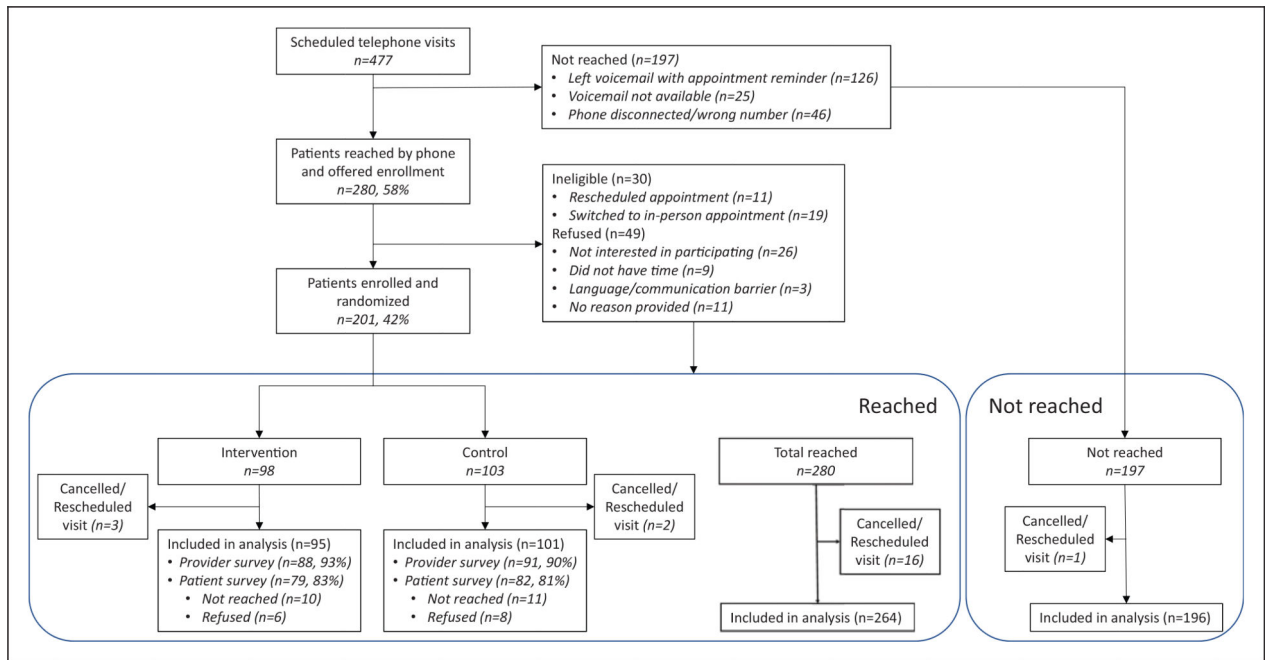 Scheduled telephone visits
n=477
Not reached (n=197)
• Left voicemail with appointment reminder (n=126)
• Voicemail not available (n=25)
• Phone disconnected/wrong number (n=46)
Patients reached by phone
and offered enrollment
n=280, 58%
Ineligible (n=30)
• Rescheduled appointment (n=11)
• Switched to in-person appointment (n=19)
Refused (n=49)
• Not interested in participating (n=26)
• Did not have time (n=9)
• Language/communication barrier (n=3)
• No reason provided (n=11)
Patients enrolled and
randomized
n=201, 42%
Reached
Not reached
Intervention
n=98
Control
n=103
Total reached
n=280
Not reached
n=197
Cancelled/
Rescheduled
visit (n=3)
Cancelled/
Rescheduled
visit (n=2)
Cancelled/
Rescheduled
visit (n=16)
Cancelled/
Rescheduled
visit (n=1)
Included in analysis (n=95)
• Provider survey (n=88, 93%)
• Patient survey (n=79, 83%)
• Not reached (n=10)
• Refused (n=6)
Included in analysis (n=101)
• Provider survey (n=91, 90%)
• Patient survey (n=82, 81%)
• Not reached (n=11)
• Refused (n=8)
Included in analysis (n=264)
Included in analysis (n=196)